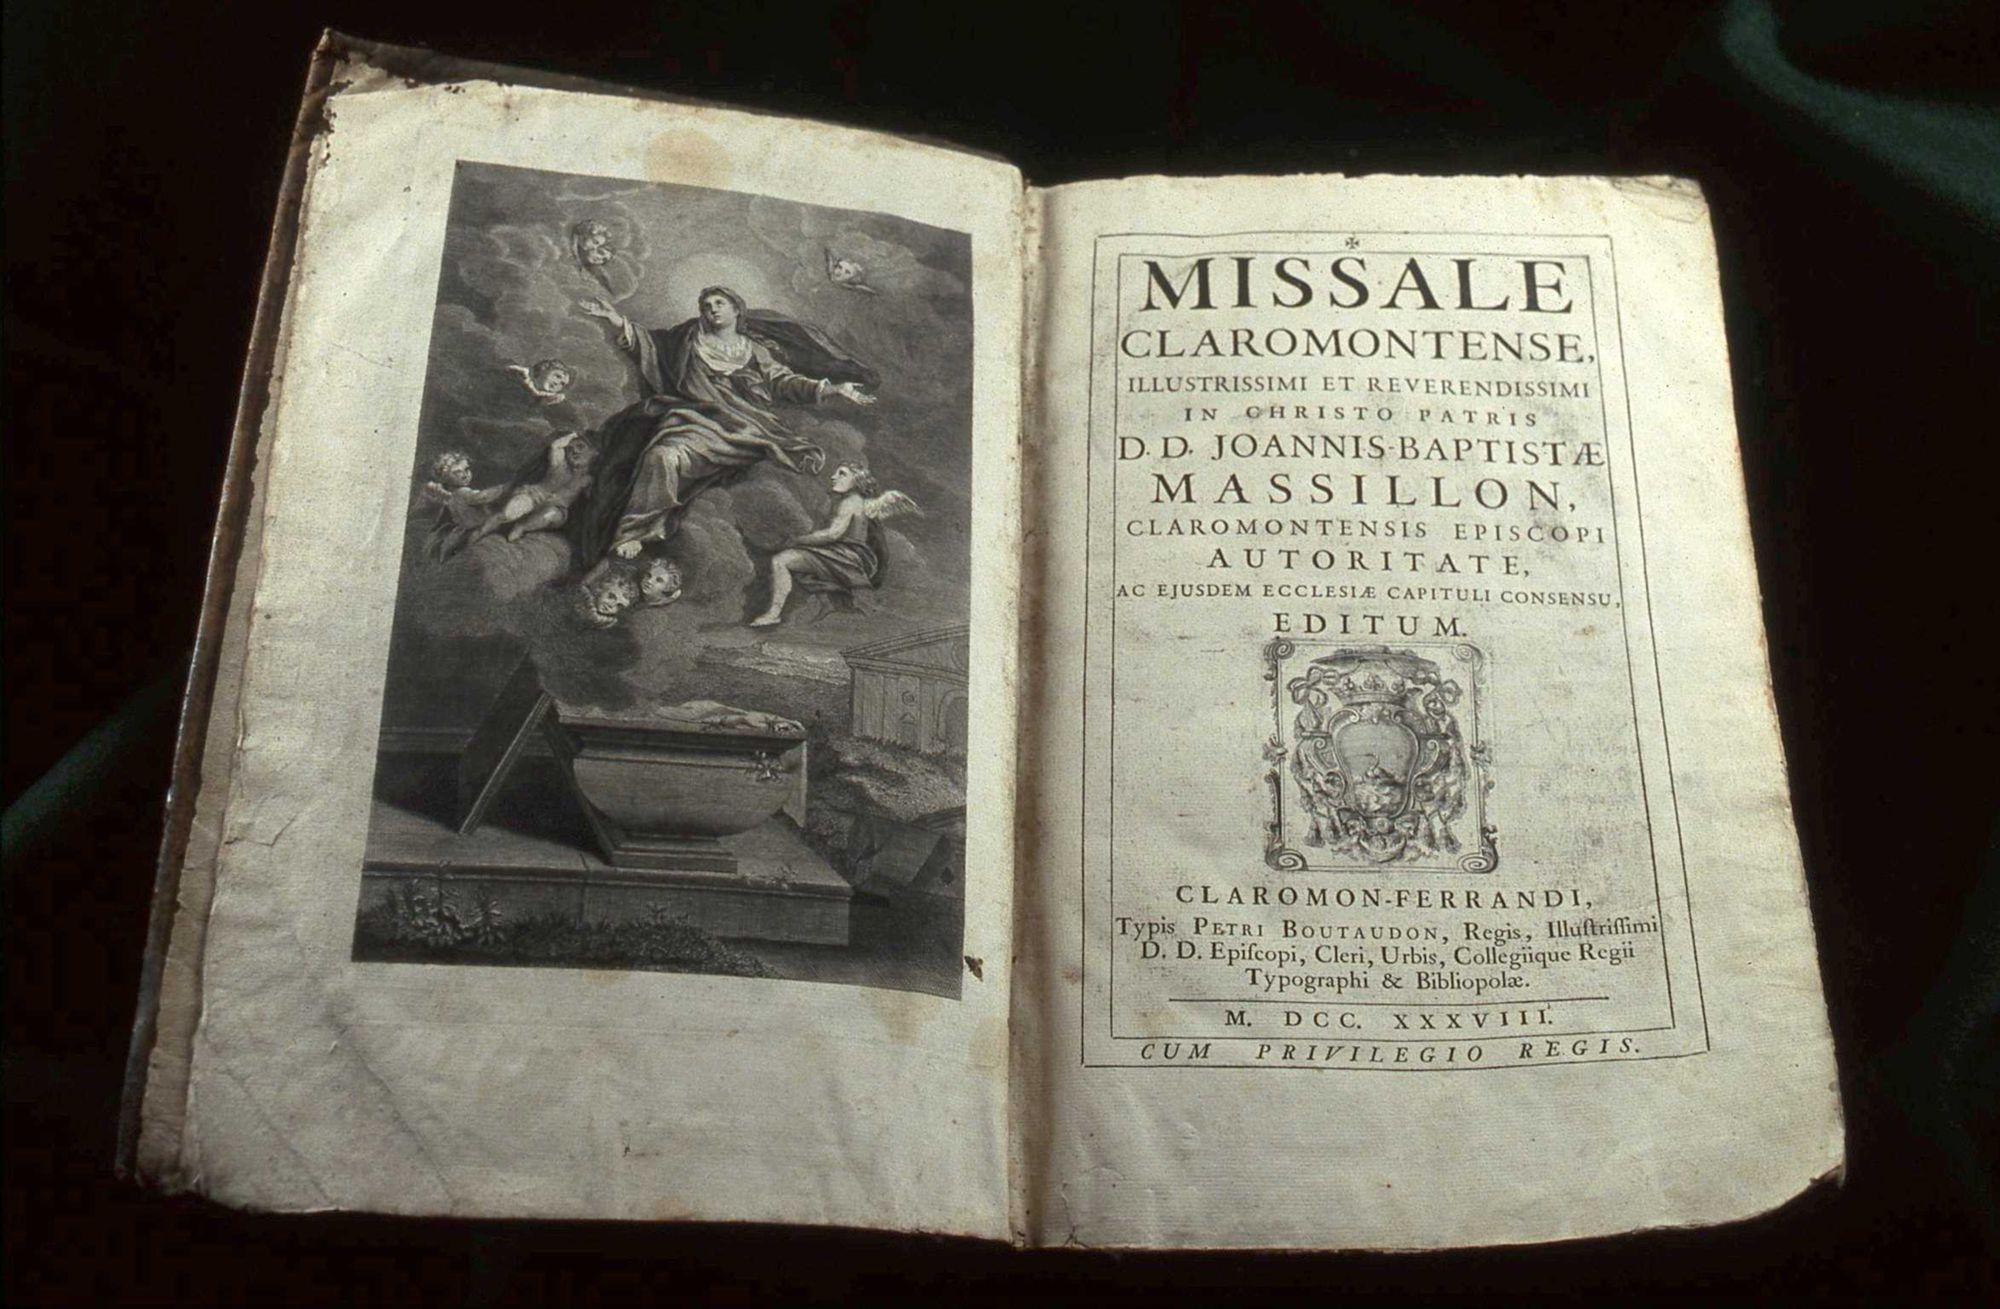 MISSALE
CLAROMONTENSE,
ILLUSTRISSIMI ET REVERENDISSIMI
IN CHRISTO PATRIS
D. D. JOANNIS-BAPTISTÆ
MASSILLON,
CLAROMONTENSIS EPISCOPI
AUTORITATE,
AC EJUSDEM ECCLESIÆ CAPITULI CONSENSU,
EDITUM.
CLAROMON-FERRANDI,
Typis PETRI BOUTAUDON, Regis, Illuſtriſſimi
D. D. Epiſcopi, Cleri, Urbis, Collegiique Regii
Typographi & Bibliopolæ.
M. DCC. XXXVIII.
CUM PRIVILEGIO REGIS.